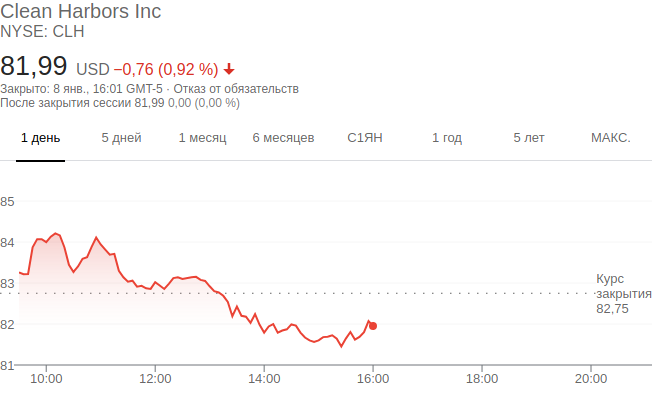 Clean Harbors Inc
NYSE: CLH
81,99 USD −0,76 (0,92 %)
Закрыто: 8 янв., 16:01 GMT-5 · Отказ от обязательств
После закрытия сессии 81,99 0,00 (0,00 %)
1 день 5 дней 1 месяц 6 месяцев С1ЯН 1 год 5 лет МАКС.
85
84
83
82
81
Курс
закрытия
82,75
10:00 12:00 14:00 16:00 18:00 20:00